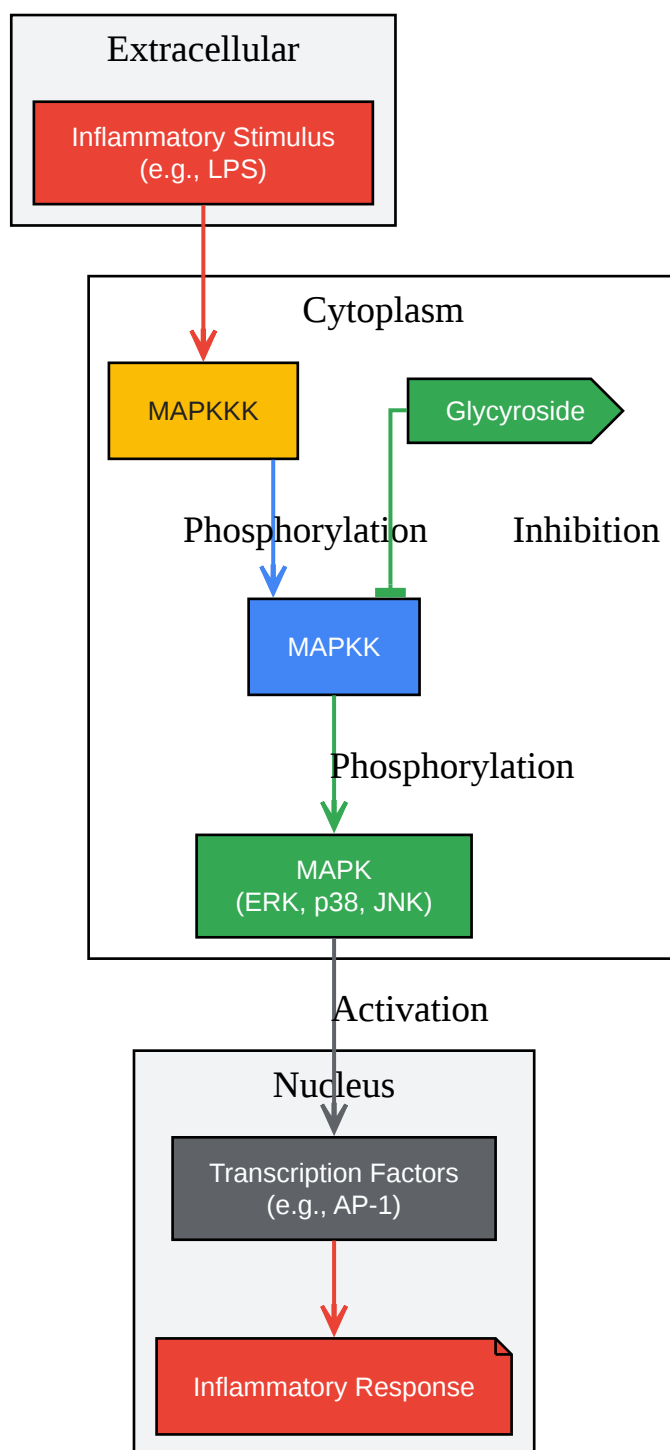 Extracellular
Inflammatory Stimulus
(e.g., LPS)
Cytoplasm
MAPKKK
Glycyroside
Phosphorylation
Inhibition
MAPKK
Phosphorylation
MAPK
(ERK, p38, JNK)
Activation
Nucleus
Transcription Factors
(e.g., AP-1)
Inflammatory Response